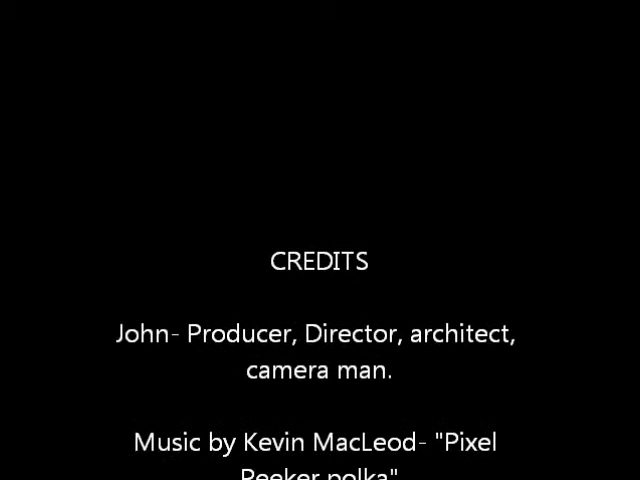 CREDITS
John- Producer, Director, architect,
camera man.
Music by Kevin MacLeod- "Pixel
Peeker polka"